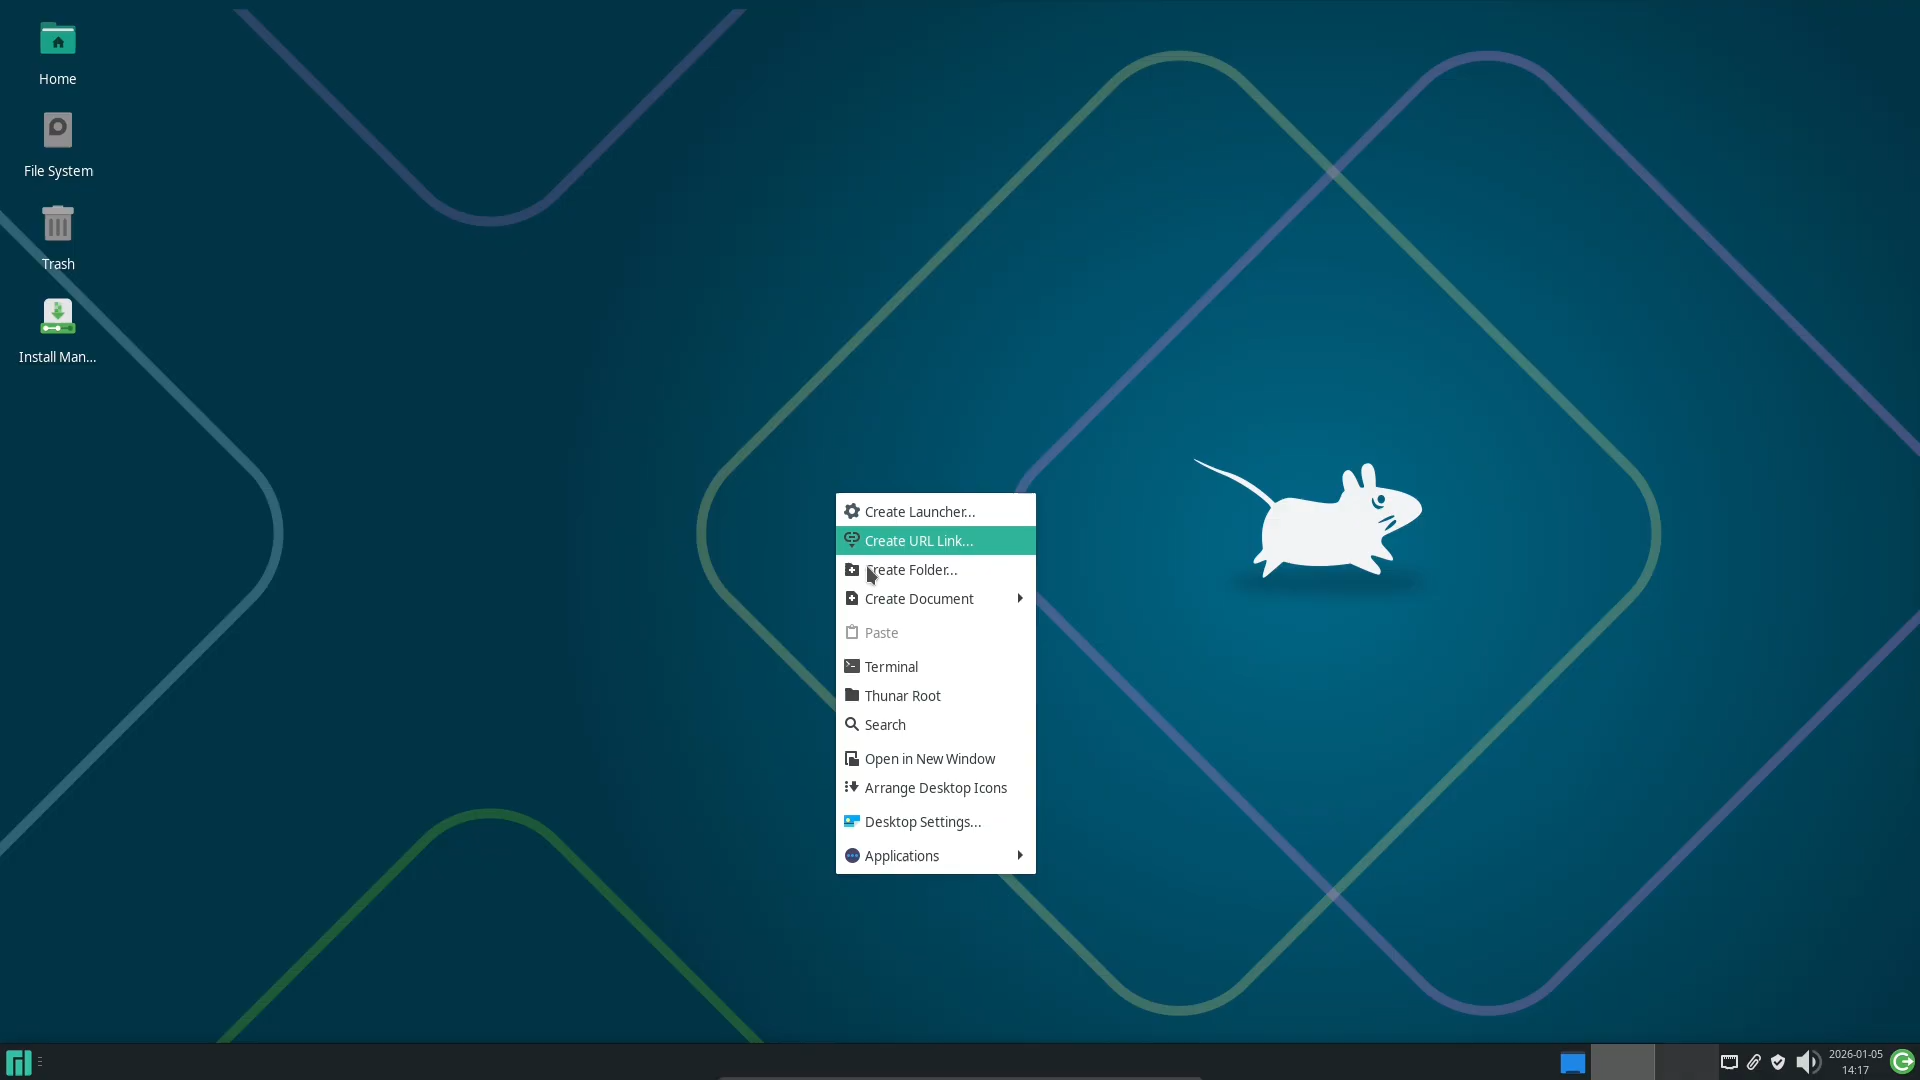 Home
File System
Trash
Install Man...
Create Launcher...
Create URL Link...
Create Folder...
Create Document
Paste
Terminal
Thunar Root
Search
Open in New Window
Arrange Desktop Icons
Desktop Settings...
Applications
2026-01-05
14:17